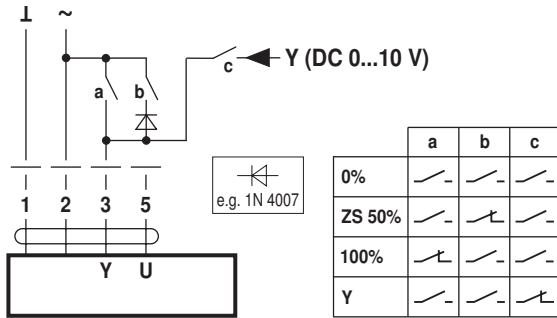 ⊥ ~
a b c Y (DC 0...10 V)
1 2 3 5
Y U
e.g. 1N 4007
a b c
0%
ZS 50%
100%
Y